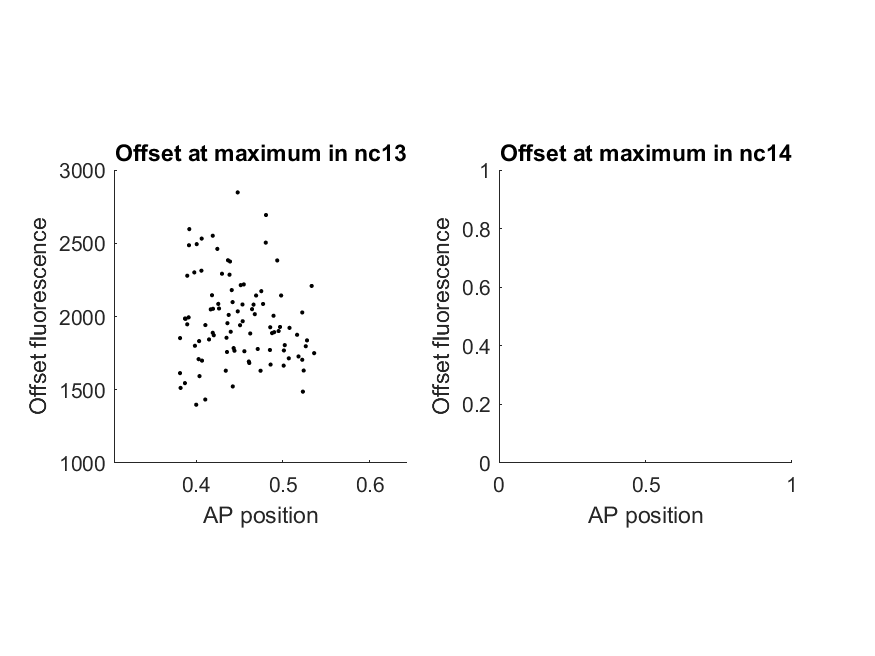 Offset at maximum in nc13
3000
2500
2000
1500
1000
Offset fluorescence
0.4 0.5 0.6
AP position
Offset at maximum in nc14
1
0.8
0.6
0.4
0.2
0
Offset fluorescence
0 0.5 1
AP position